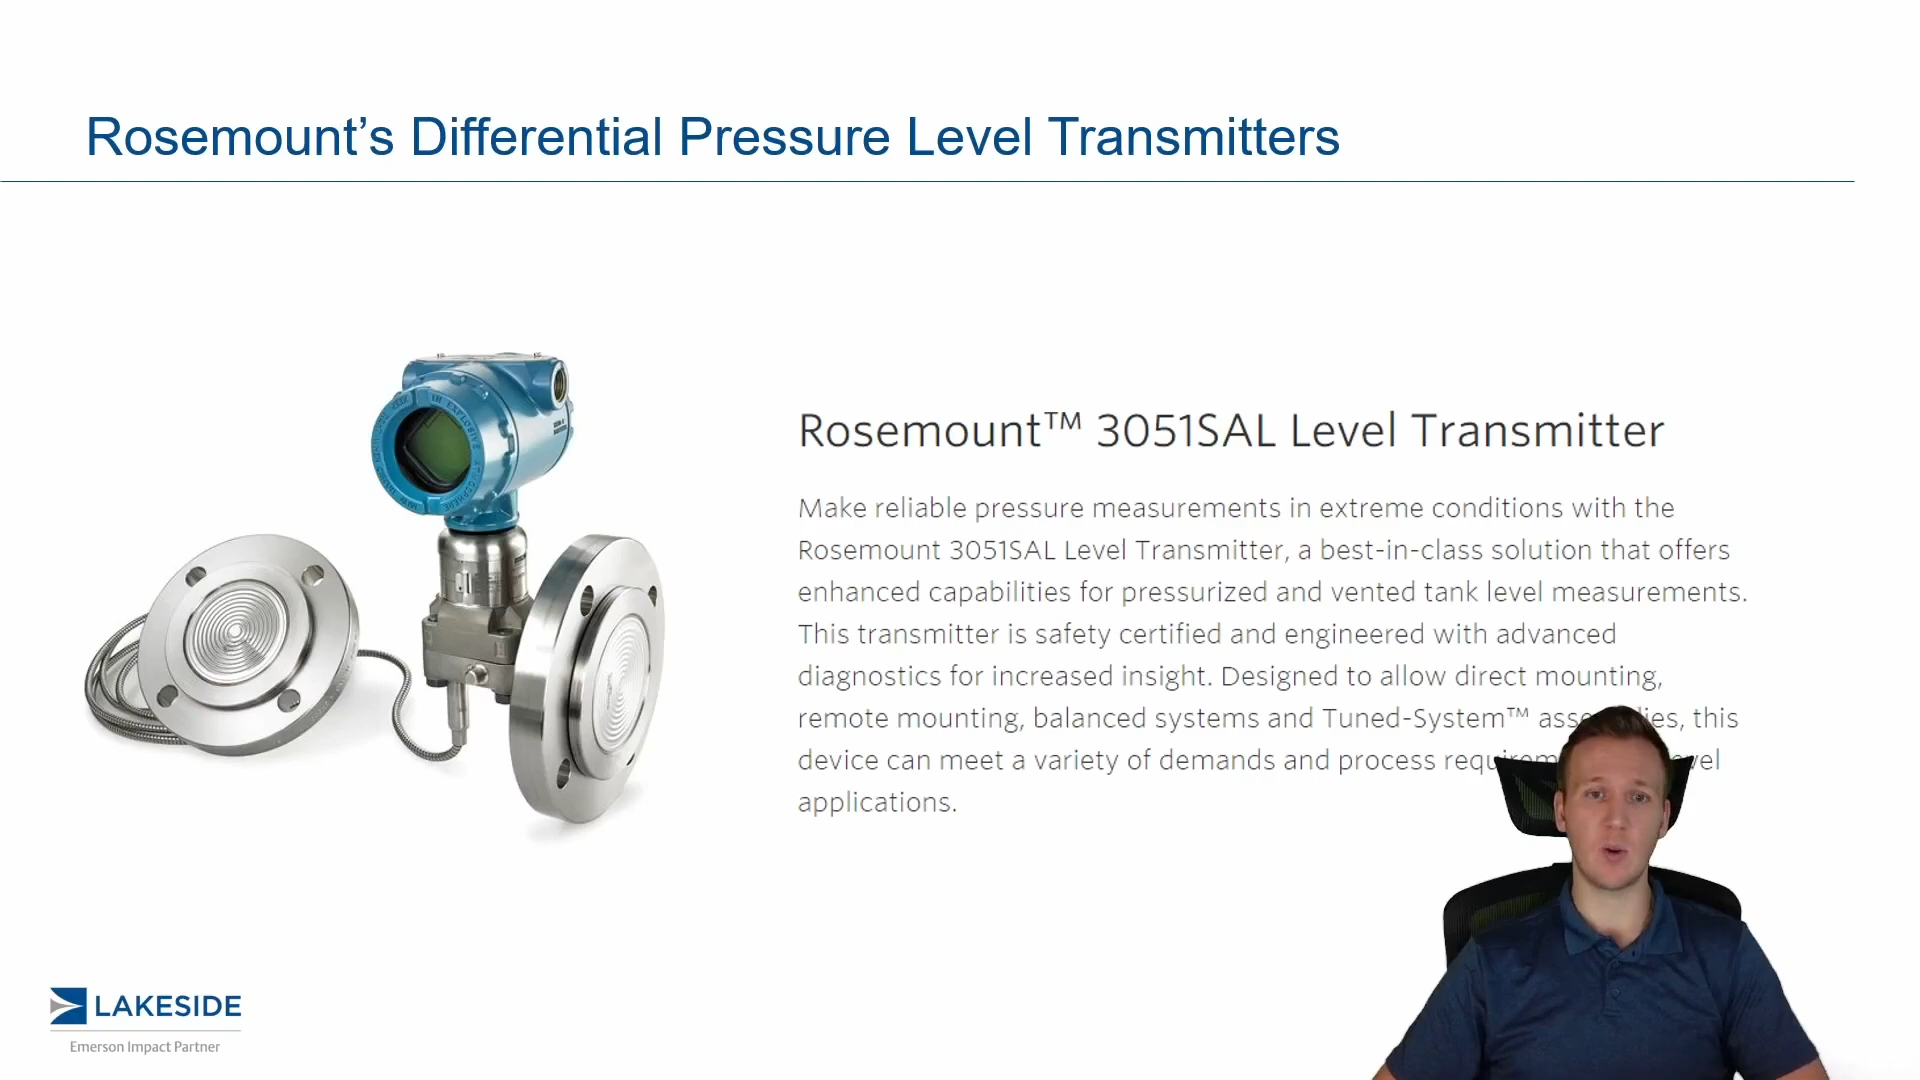 Rosemount’s Differential Pressure Level Transmitters
Rosemount™ 3051SAL Level Transmitter
Make reliable pressure measurements in extreme conditions with the
Rosemount 3051SAL Level Transmitter, a best-in-class solution that offers
enhanced capabilities for pressurized and vented tank level measurements.
This transmitter is safety certified and engineered with advanced
diagnostics for increased insight. Designed to allow direct mounting,
remote mounting, balanced systems and Tuned-System™ this
device can meet a variety of demands and process
applications.
LAKESIDE
Emerson Impact Partner